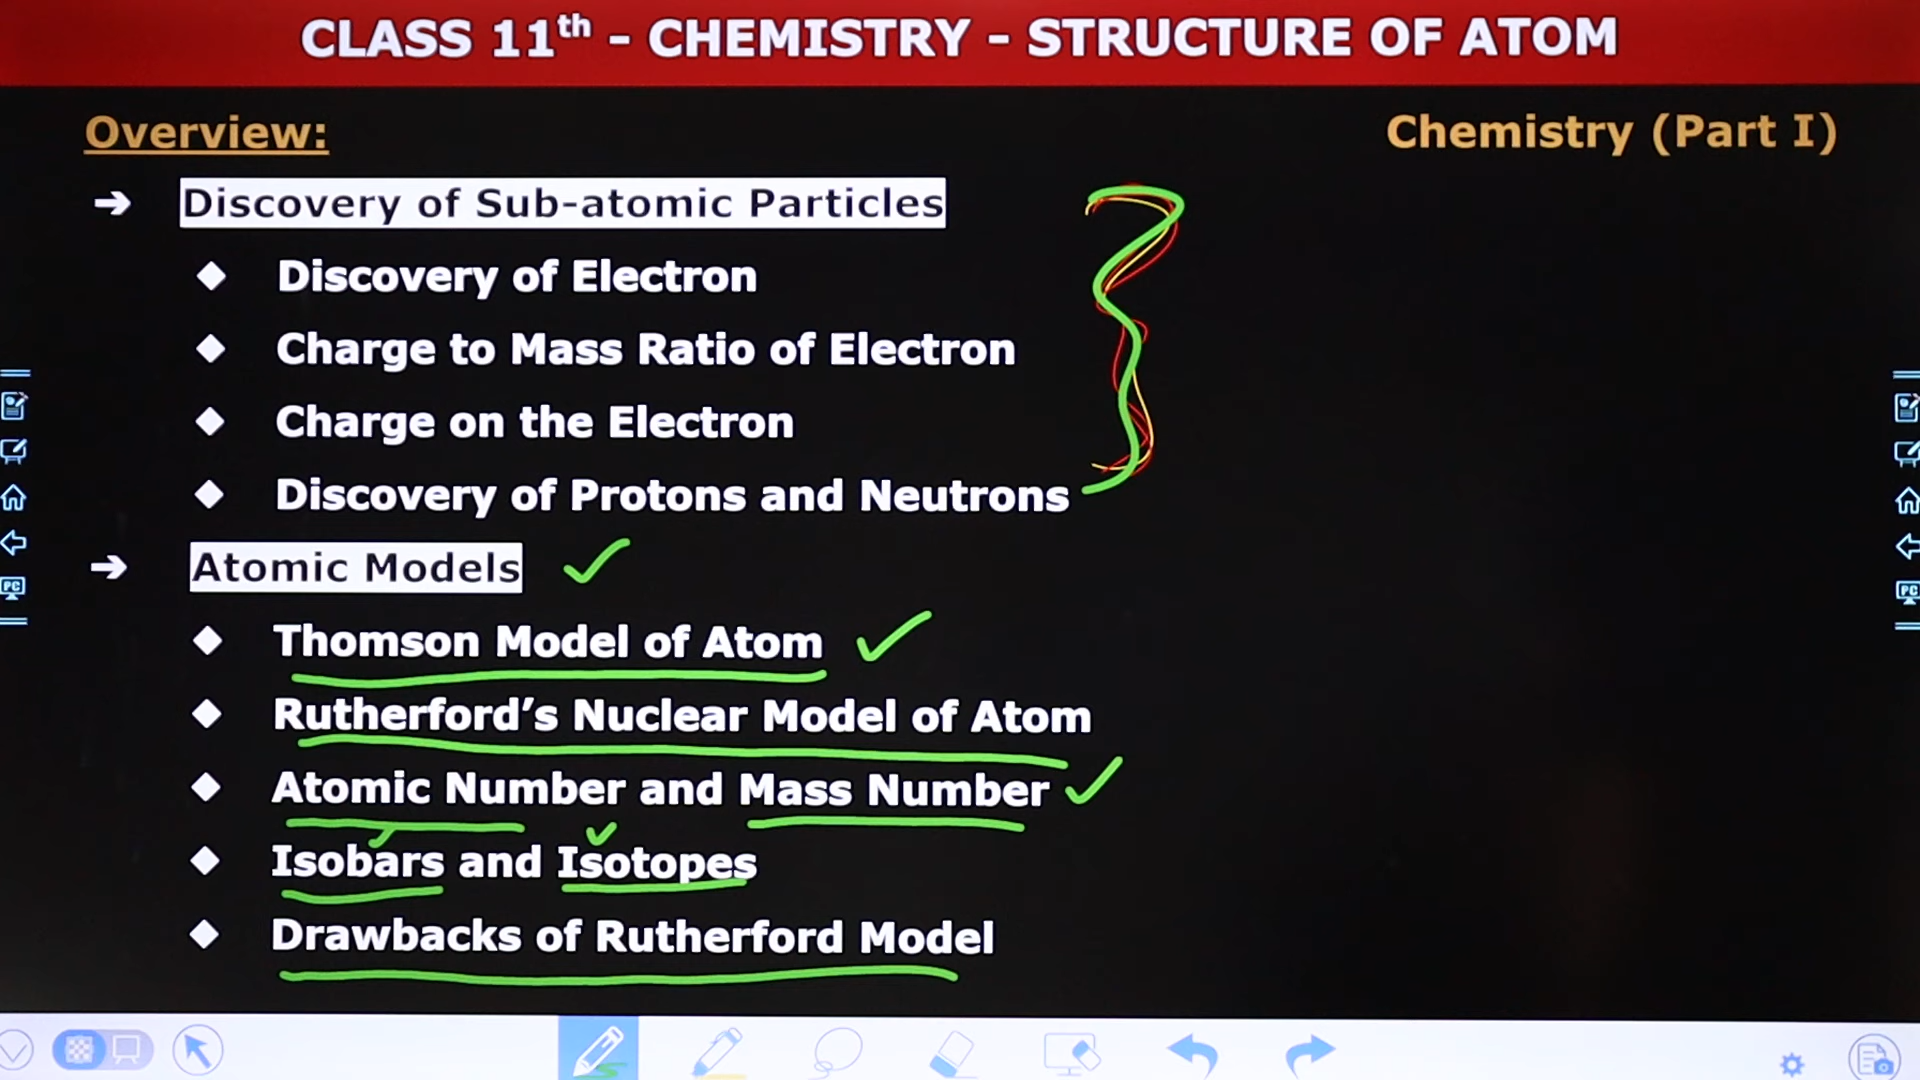 CLASS 11th - CHEMISTRY - STRUCTURE OF ATOM
Overview:
Chemistry (Part I)
➔ Discovery of Sub-atomic Particles
◆ Discovery of Electron
◆ Charge to Mass Ratio of Electron
◆ Charge on the Electron
◆ Discovery of Protons and Neutrons
➔ Atomic Models
◆ Thomson Model of Atom
◆ Rutherford’s Nuclear Model of Atom
◆ Atomic Number and Mass Number
◆ Isobars and Isotopes
◆ Drawbacks of Rutherford Model
PC
PC